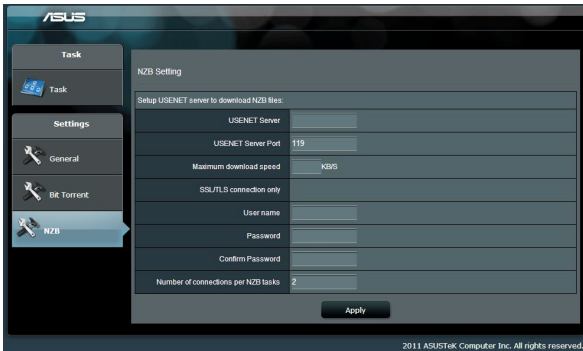 ASUS
Task
Task
Settings
General
Bit Torrent
NZB
NZB Setting
Setup USENET server to download NZB files:
USENET Server
USENET Server Port 119
Maximum download speed KB/S
SSL/TLS connection only
User name
Password
Confirm Password
Number of connections per NZB tasks 2
Apply
2011 ASUSTeK Computer Inc. All rights reserved.